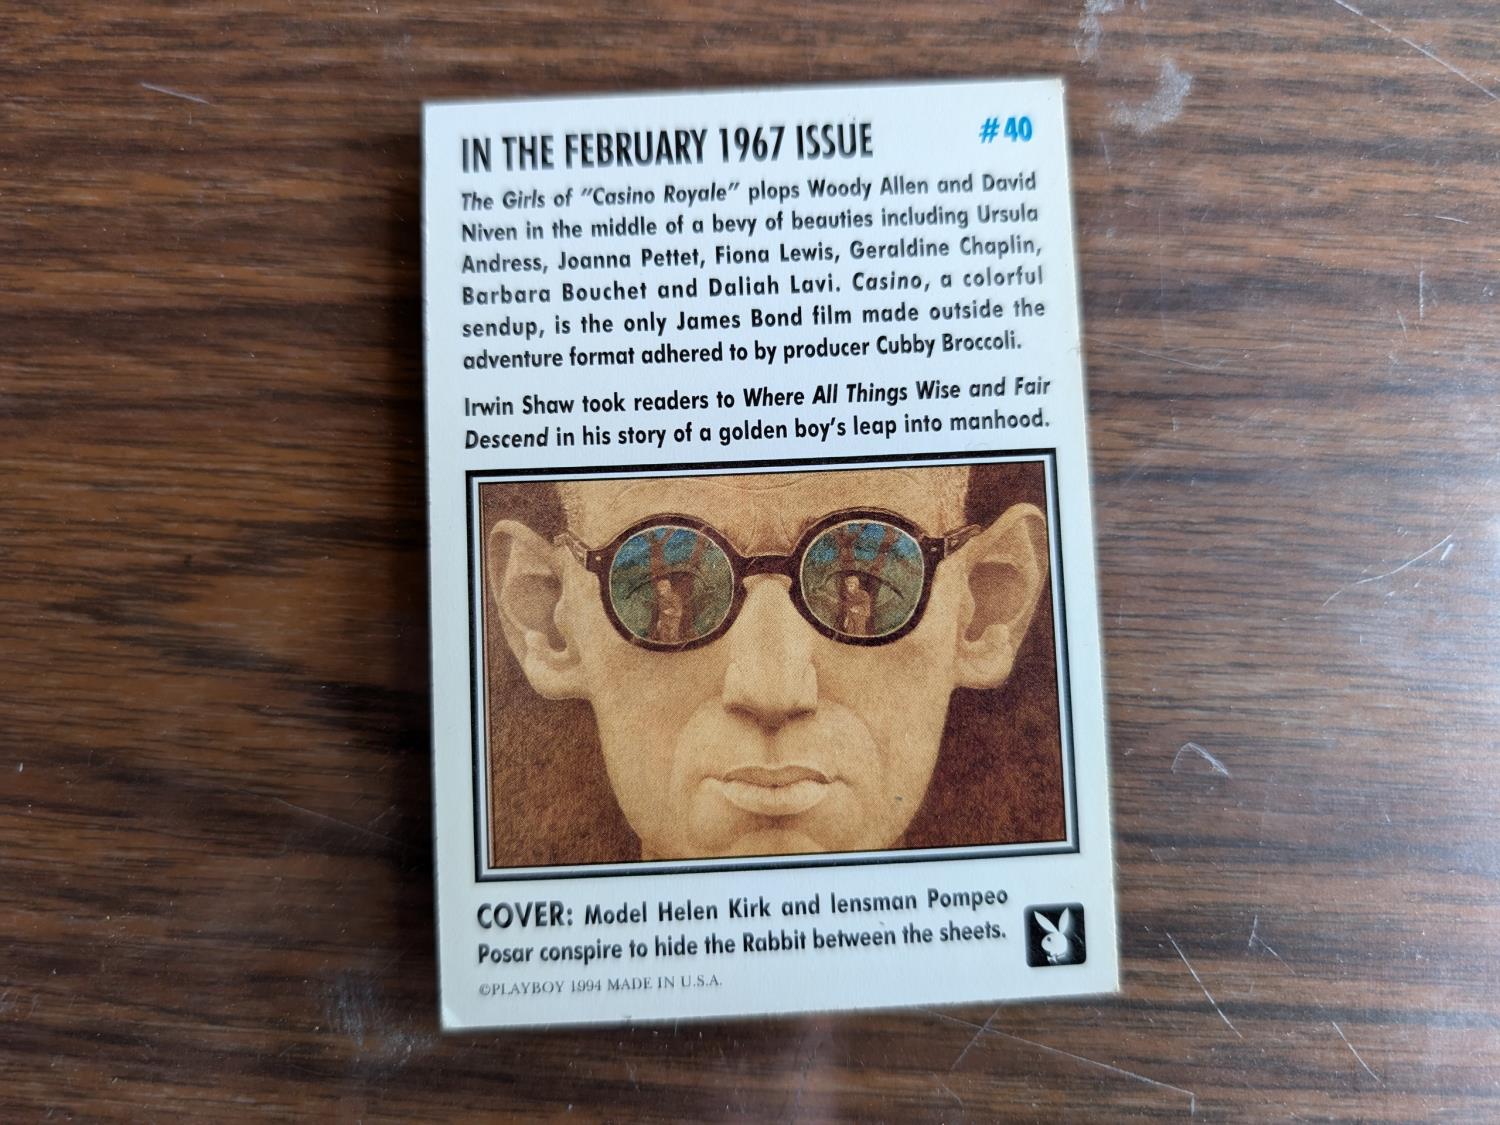 IN THE FEBRUARY 1967 ISSUE
#40
The Girls of "Casino Royale" plops Woody Allen and David
Niven in the middle of a bevy of beauties including Ursula
Andress, Joanna Pettet, Fiona Lewis, Geraldine Chaplin,
Barbara Bouchet and Daliah Lavi. Casino, a colorful
sendup, is the only James Bond film made outside the
adventure format adhered to by producer Cubby Broccoli.
Irwin Shaw took readers to Where All Things Wise and Fair
Descend in his story of a golden boy's leap into manhood.
COVER: Model Helen Kirk and lensman Pompeo
Posar conspire to hide the Rabbit between the sheets.
©PLAYBOY 1994 MADE IN U.S.A.